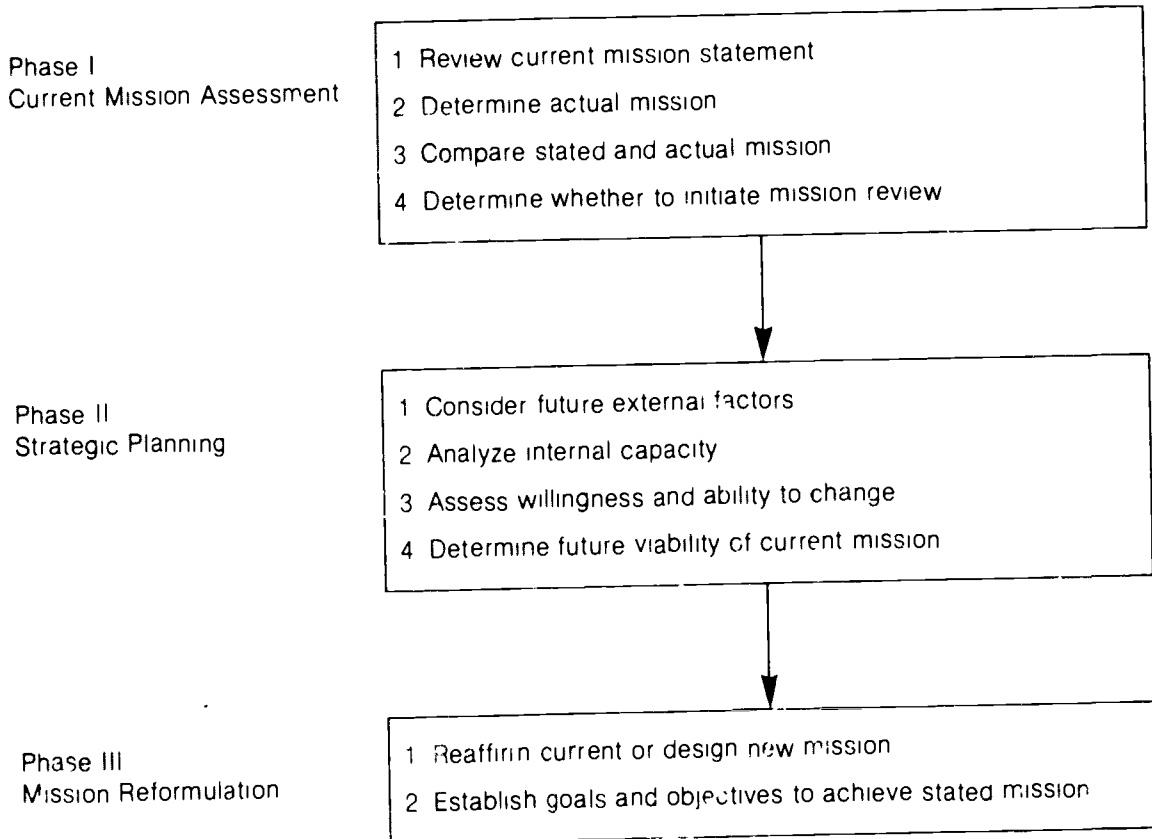 Phase I
Current Mission Assessment
1 Review current mission statement
2 Determine actual mission
3 Compare stated and actual mission
4 Determine whether to initiate mission review
Phase II
Strategic Planning
1 Consider future external factors
2 Analyze internal capacity
3 Assess willingness and ability to change
4 Determine future viability of current mission
Phase III
Mission Reformulation
1 Reaffirm current or design new mission
2 Establish goals and objectives to achieve stated mission